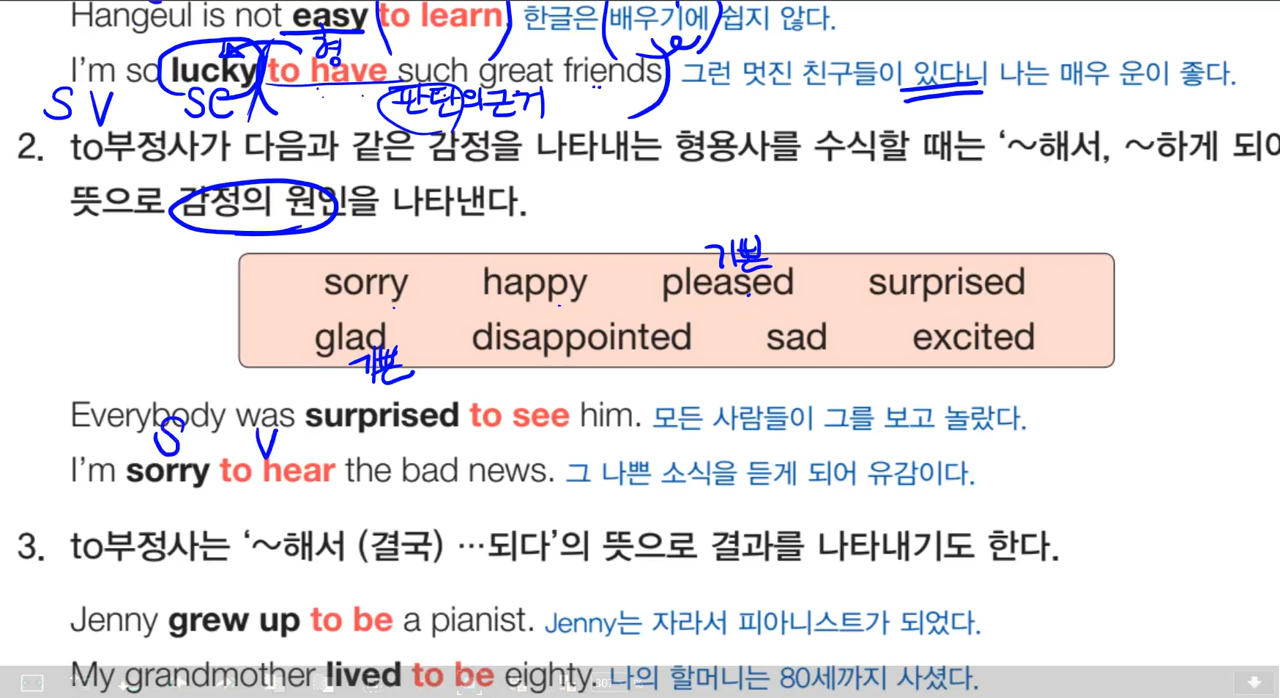 Hangeul is not easy to learn. 한글은 배우기에 쉽지 않다.
형
I'm so lucky to have such great friends. 그런 멋진 친구들이 있다니 나는 매우 운이 좋다.
S V SC 판단의 근거
2. to부정사가 다음과 같은 감정을 나타내는 형용사를 수식할 때는 '~해서, ~하게 되어
뜻으로 감정의 원인을 나타낸다.
기쁜
sorry happy pleased surprised
glad disappointed sad excited
기쁜
Everybody was surprised to see him. 모든 사람들이 그를 보고 놀랐다.
S V
I'm sorry to hear the bad news. 그 나쁜 소식을 듣게 되어 유감이다.
3. to부정사는 '~해서 (결국) …되다'의 뜻으로 결과를 나타내기도 한다.
Jenny grew up to be a pianist. Jenny는 자라서 피아니스트가 되었다.
My grandmother lived to be eighty. 나의 할머니는 80세까지 사셨다.